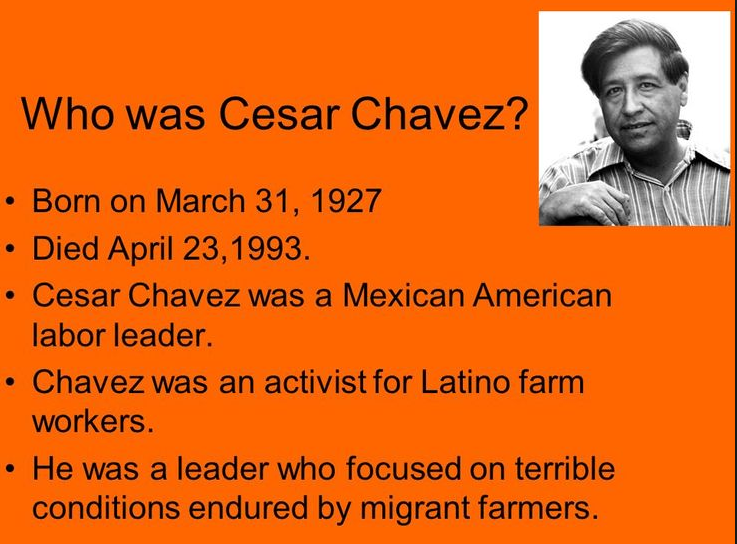 Who was Cesar Chavez?
• Born on March 31, 1927
• Died April 23,1993.
• Cesar Chavez was a Mexican American
labor leader.
• Chavez was an activist for Latino farm
workers.
• He was a leader who focused on terrible
conditions endured by migrant farmers.